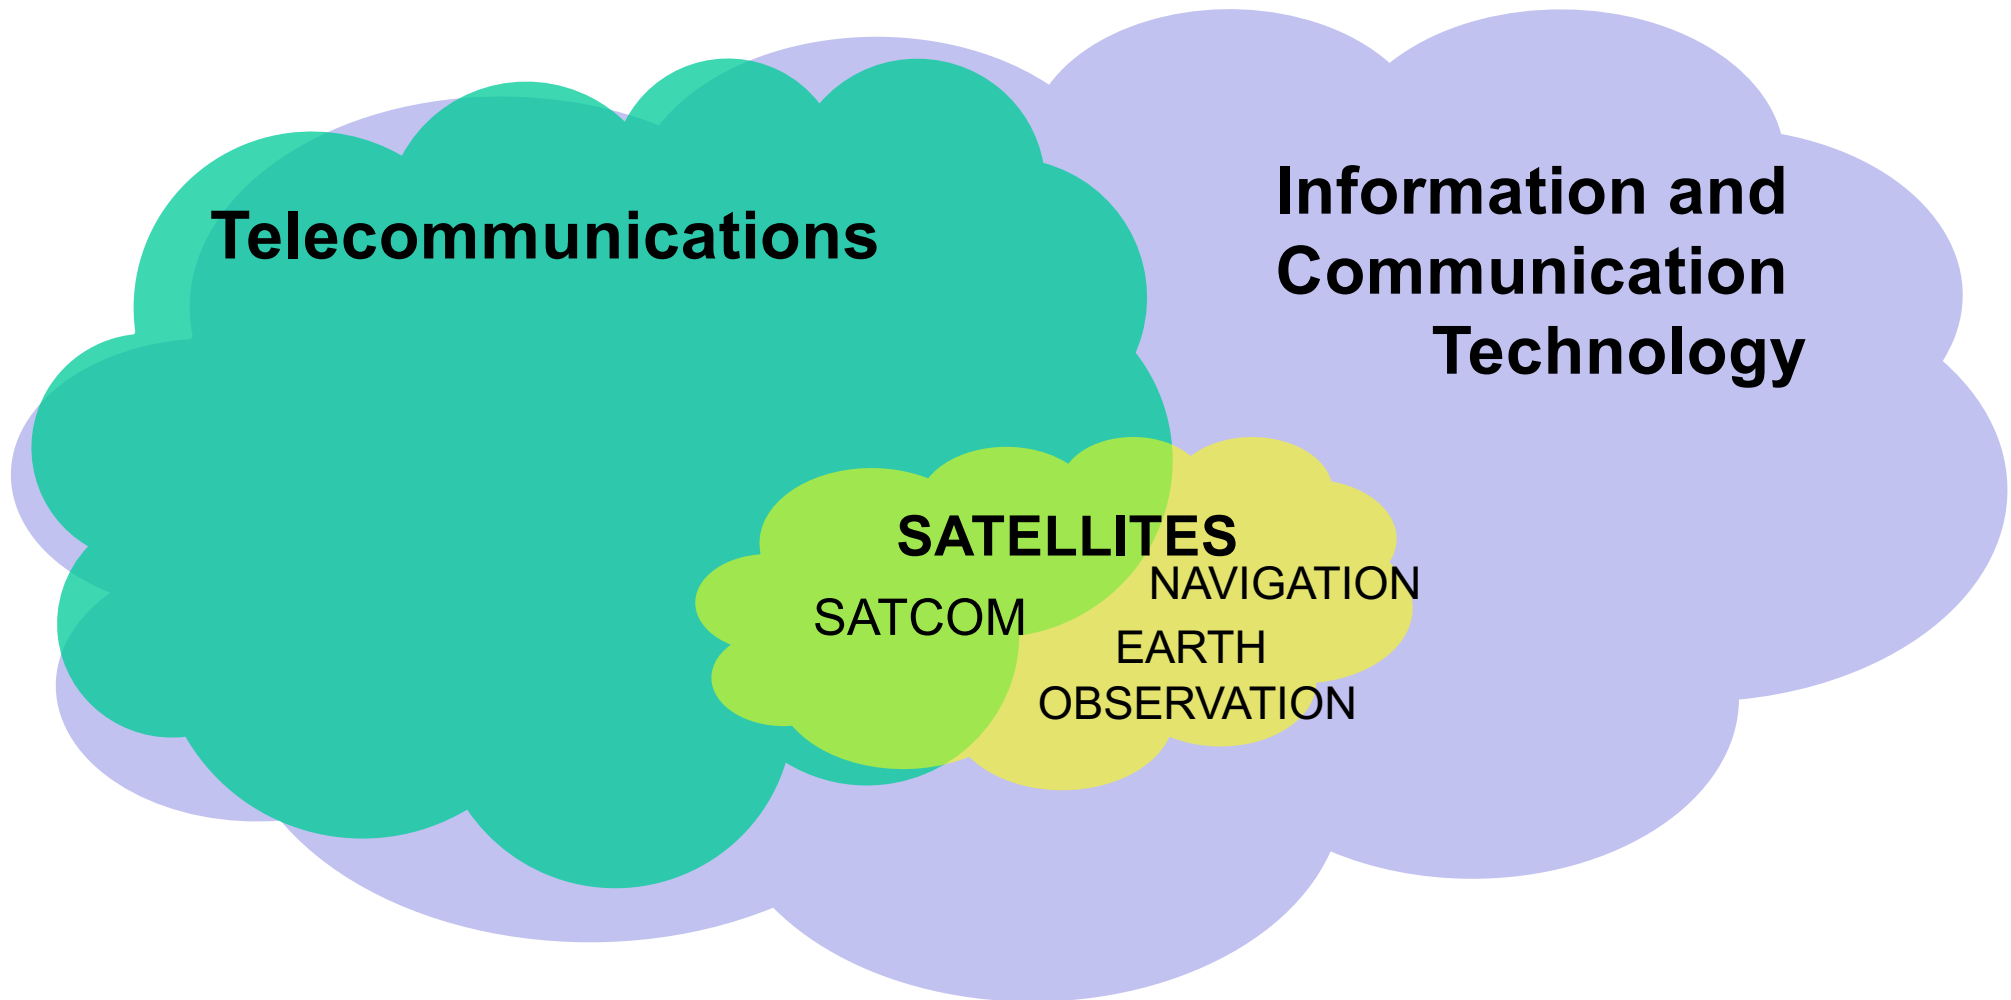 Telecommunications
Information and
Communication
Technology
SATELLITES
NAVIGATION
SATCOM
EARTH
OBSERVATION